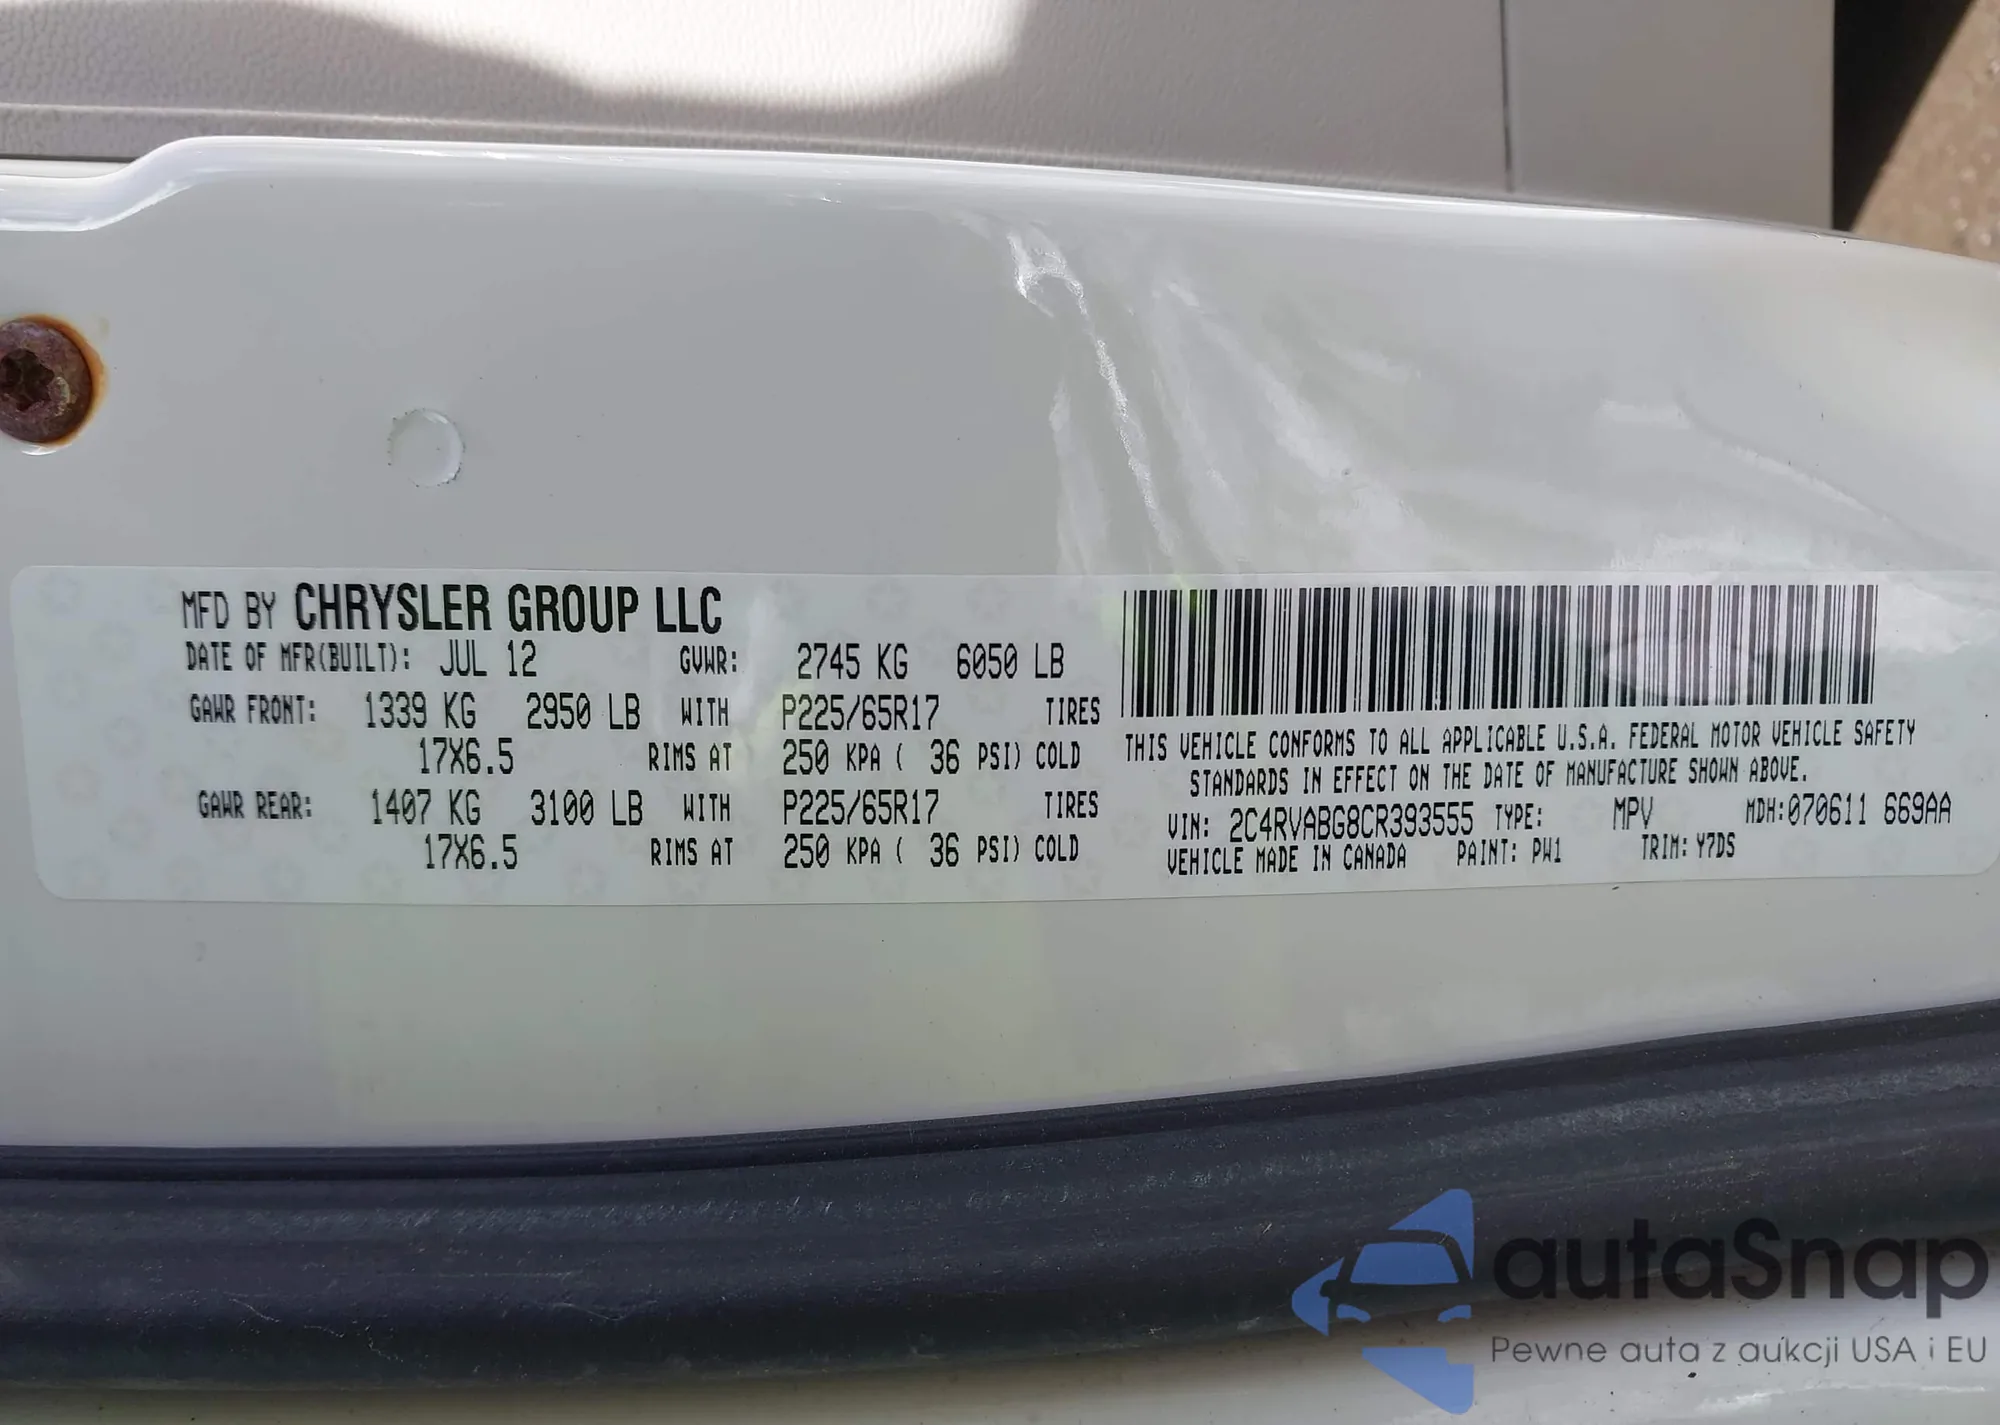 MFD BY CHRYSLER GROUP LLC
DATE OF MFR(BUILT): JUL 12 GVWR: 2745 KG 6050 LB
GAWR FRONT: 1339 KG 2950 LB WITH P225/65R17 TIRES
17X6.5 RIMS AT 250 KPA ( 36 PSI) COLD
GAWR REAR: 1407 KG 3100 LB WITH P225/65R17 TIRES
17X6.5 RIMS AT 250 KPA ( 36 PSI) COLD
THIS VEHICLE CONFORMS TO ALL APPLICABLE U.S.A. FEDERAL MOTOR VEHICLE SAFETY
STANDARDS IN EFFECT ON THE DATE OF MANUFACTURE SHOWN ABOVE.
VIN: 2C4RVABG8CR393555 TYPE: MPV MDH:070611 669AA
VEHICLE MADE IN CANADA PAINT: PW1 TRIM: Y7DS
autaSnap
Pewne auta z aukcji USA i EU